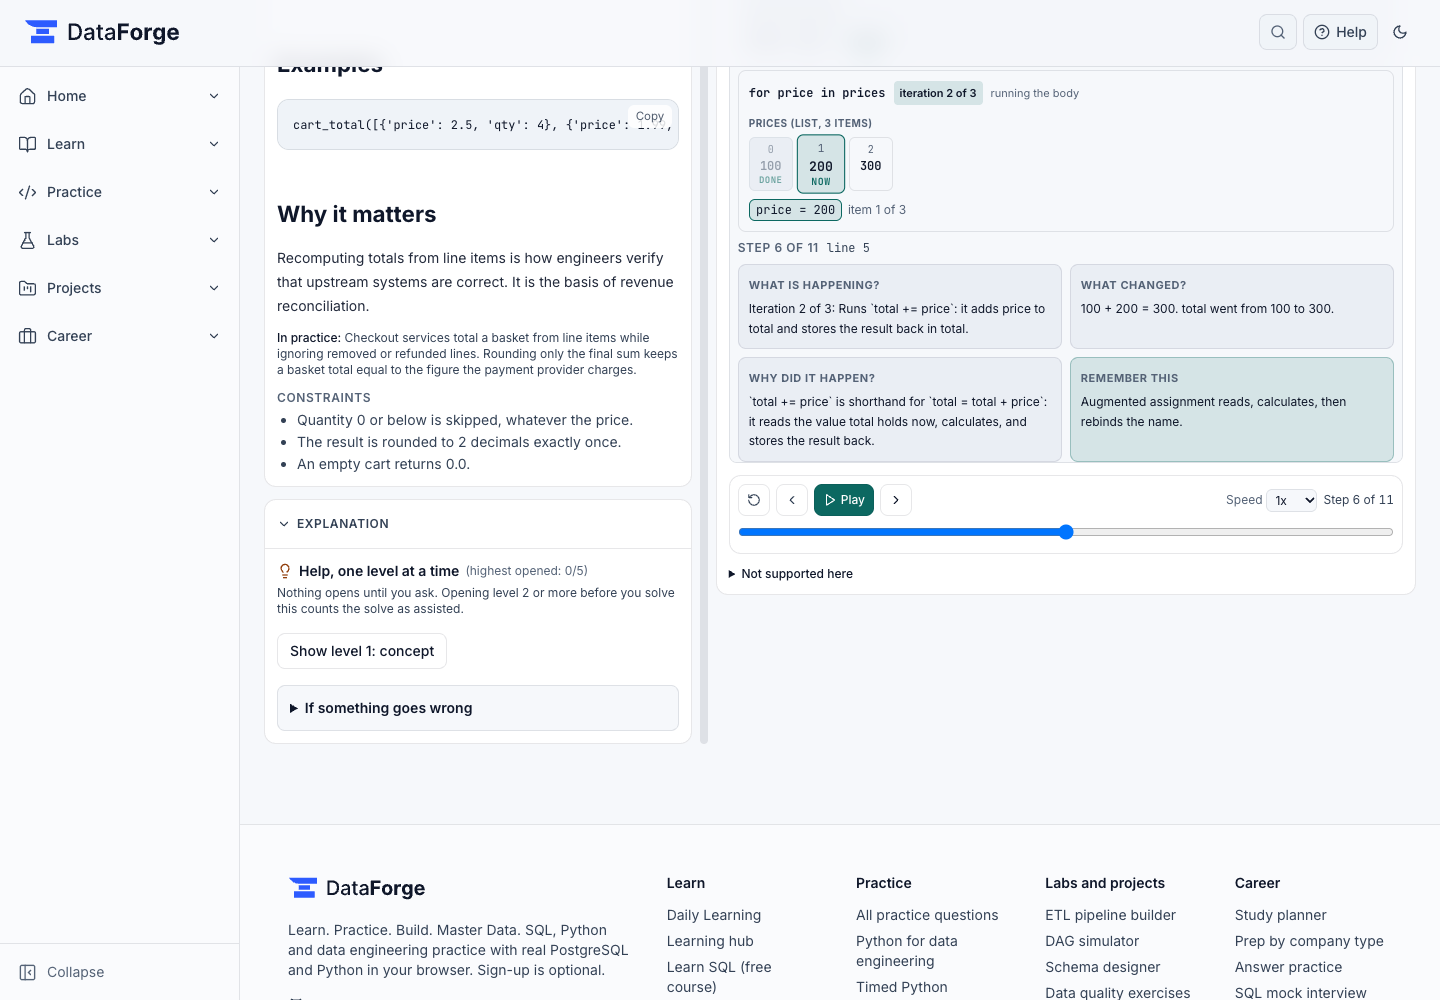 DataForge
Help
Home
Learn
Practice
Labs
Projects
Career
Collapse
Examples
Copy
cart_total([{'price': 2.5, 'qty': 4}, {'price':
Why it matters
Recomputing totals from line items is how engineers verify
that upstream systems are correct. It is the basis of revenue
reconciliation.
In practice: Checkout services total a basket from line items while
ignoring removed or refunded lines. Rounding only the final sum keeps
a basket total equal to the figure the payment provider charges.
CONSTRAINTS
• Quantity 0 or below is skipped, whatever the price.
• The result is rounded to 2 decimals exactly once.
• An empty cart returns 0.0.
EXPLANATION
Help, one level at a time (highest opened: 0/5)
Nothing opens until you ask. Opening level 2 or more before you solve
this counts the solve as assisted.
Show level 1: concept
If something goes wrong
for price in prices iteration 2 of 3 running the body
PRICES (LIST, 3 ITEMS)
0 1 2
100 200 300
DONE NOW
price = 200 item 1 of 3
STEP 6 OF 11 line 5
WHAT IS HAPPENING?
Iteration 2 of 3: Runs `total += price`: it adds price to
total and stores the result back in total.
WHAT CHANGED?
100 + 200 = 300. total went from 100 to 300.
WHY DID IT HAPPEN?
`total += price` is shorthand for `total = total + price`:
it reads the value total holds now, calculates, and
stores the result back.
REMEMBER THIS
Augmented assignment reads, calculates, then
rebinds the name.
Play
Speed 1x Step 6 of 11
Not supported here
DataForge
Learn. Practice. Build. Master Data. SQL, Python
and data engineering practice with real PostgreSQL
and Python in your browser. Sign-up is optional.
Learn
Daily Learning
Learning hub
Learn SQL (free
course)
Practice
All practice questions
Python for data
engineering
Timed Python
Labs and projects
ETL pipeline builder
DAG simulator
Schema designer
Data quality exercises
Career
Study planner
Prep by company type
Answer practice
SQL mock interview